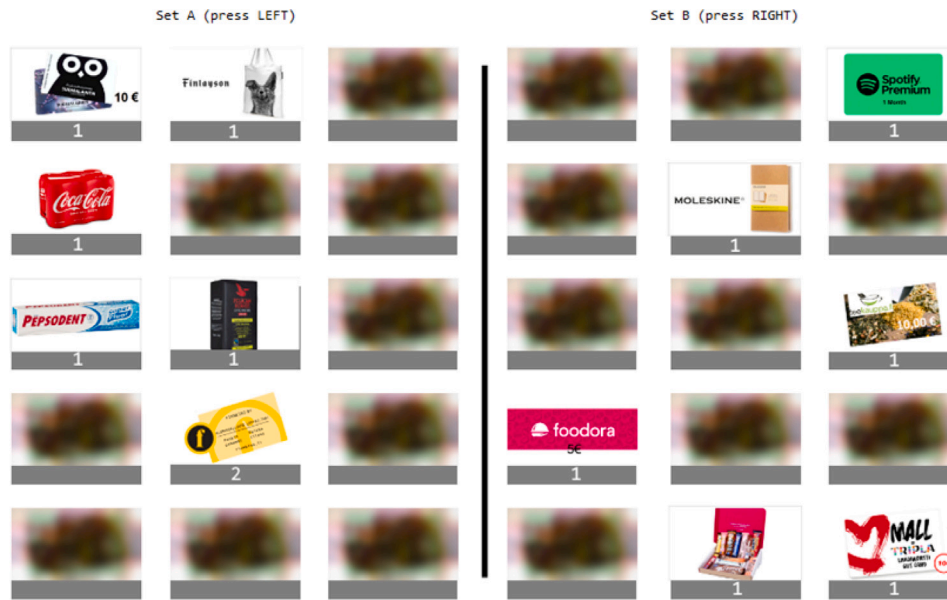 Set A (press LEFT)
Set B (press RIGHT)
10 €
1
Finlayson
1
Spotify
Premium
1 Month
1
Coca-Cola
1
MOLESKINE
1
PEPSODENT
1
1
10,00 €
1
f
2
foodora
5€
1
1
MALL
TRIPLA
1